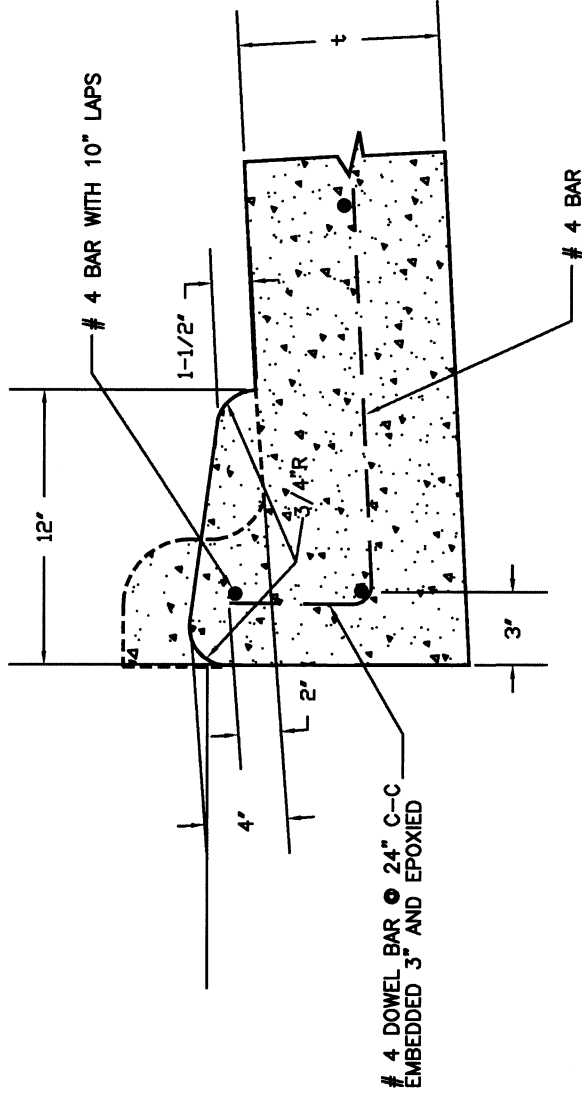 # 4 BAR WITH 10" LAPS
12"
1-1/2"
t
3/4"R
4"
2"
3"
# 4 DOWEL BAR @ 24" C-C
EMBEDDED 3" AND EPOXIED
# 4 BAR